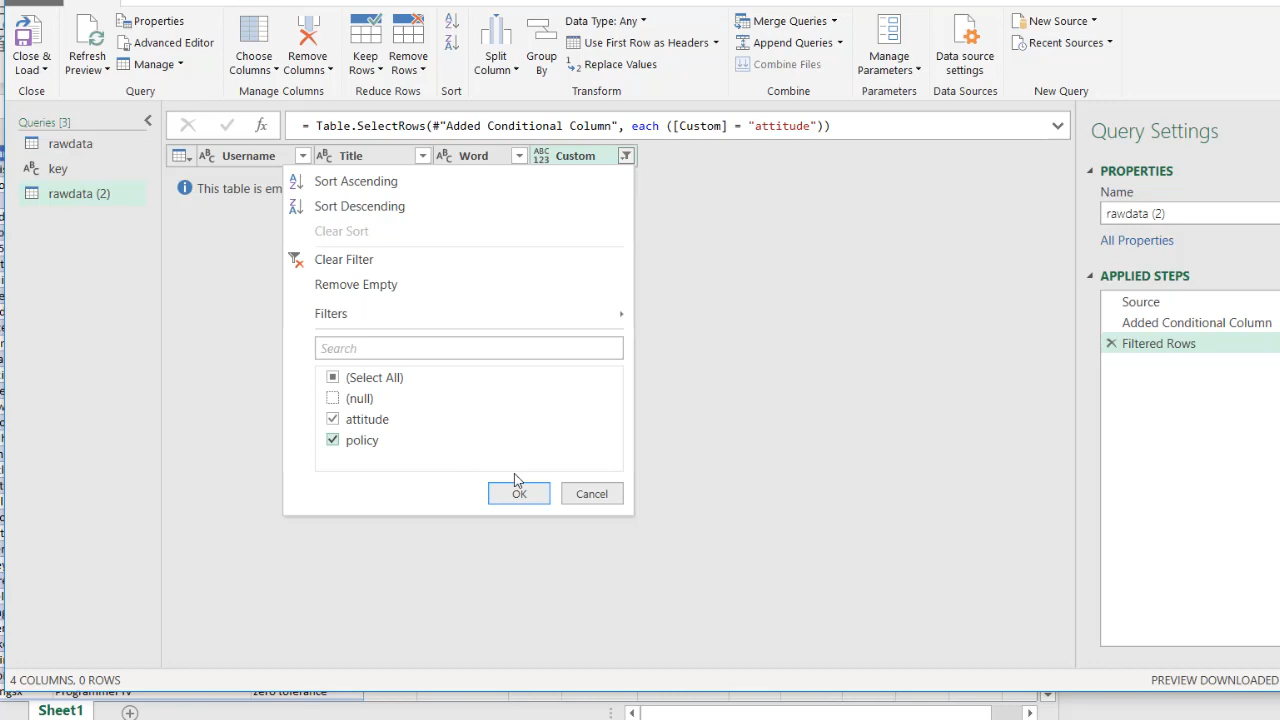 Close & Load
Refresh Preview
Properties
Advanced Editor
Manage
Choose Columns
Remove Columns
Keep Rows
Remove Rows
Split Column
Group By
Data Type: Any
Use First Row as Headers
Replace Values
Merge Queries
Append Queries
Combine Files
Manage Parameters
Data source settings
New Source
Recent Sources
Close
Query
Manage Columns
Reduce Rows
Sort
Transform
Combine
Parameters
Data Sources
New Query
Queries [3]
rawdata
key
rawdata (2)
fx
= Table.SelectRows(#"Added Conditional Column", each ([Custom] = "attitude"))
Username
Title
Word
Custom
This table is em
Sort Ascending
Sort Descending
Clear Sort
Clear Filter
Remove Empty
Filters
Search
(Select All)
(null)
attitude
policy
OK
Cancel
Query Settings
PROPERTIES
Name
rawdata (2)
All Properties
APPLIED STEPS
Source
Added Conditional Column
Filtered Rows
4 COLUMNS, 0 ROWS
PREVIEW DOWNLOADED
Programmer IV
zero tolerance
Sheet1